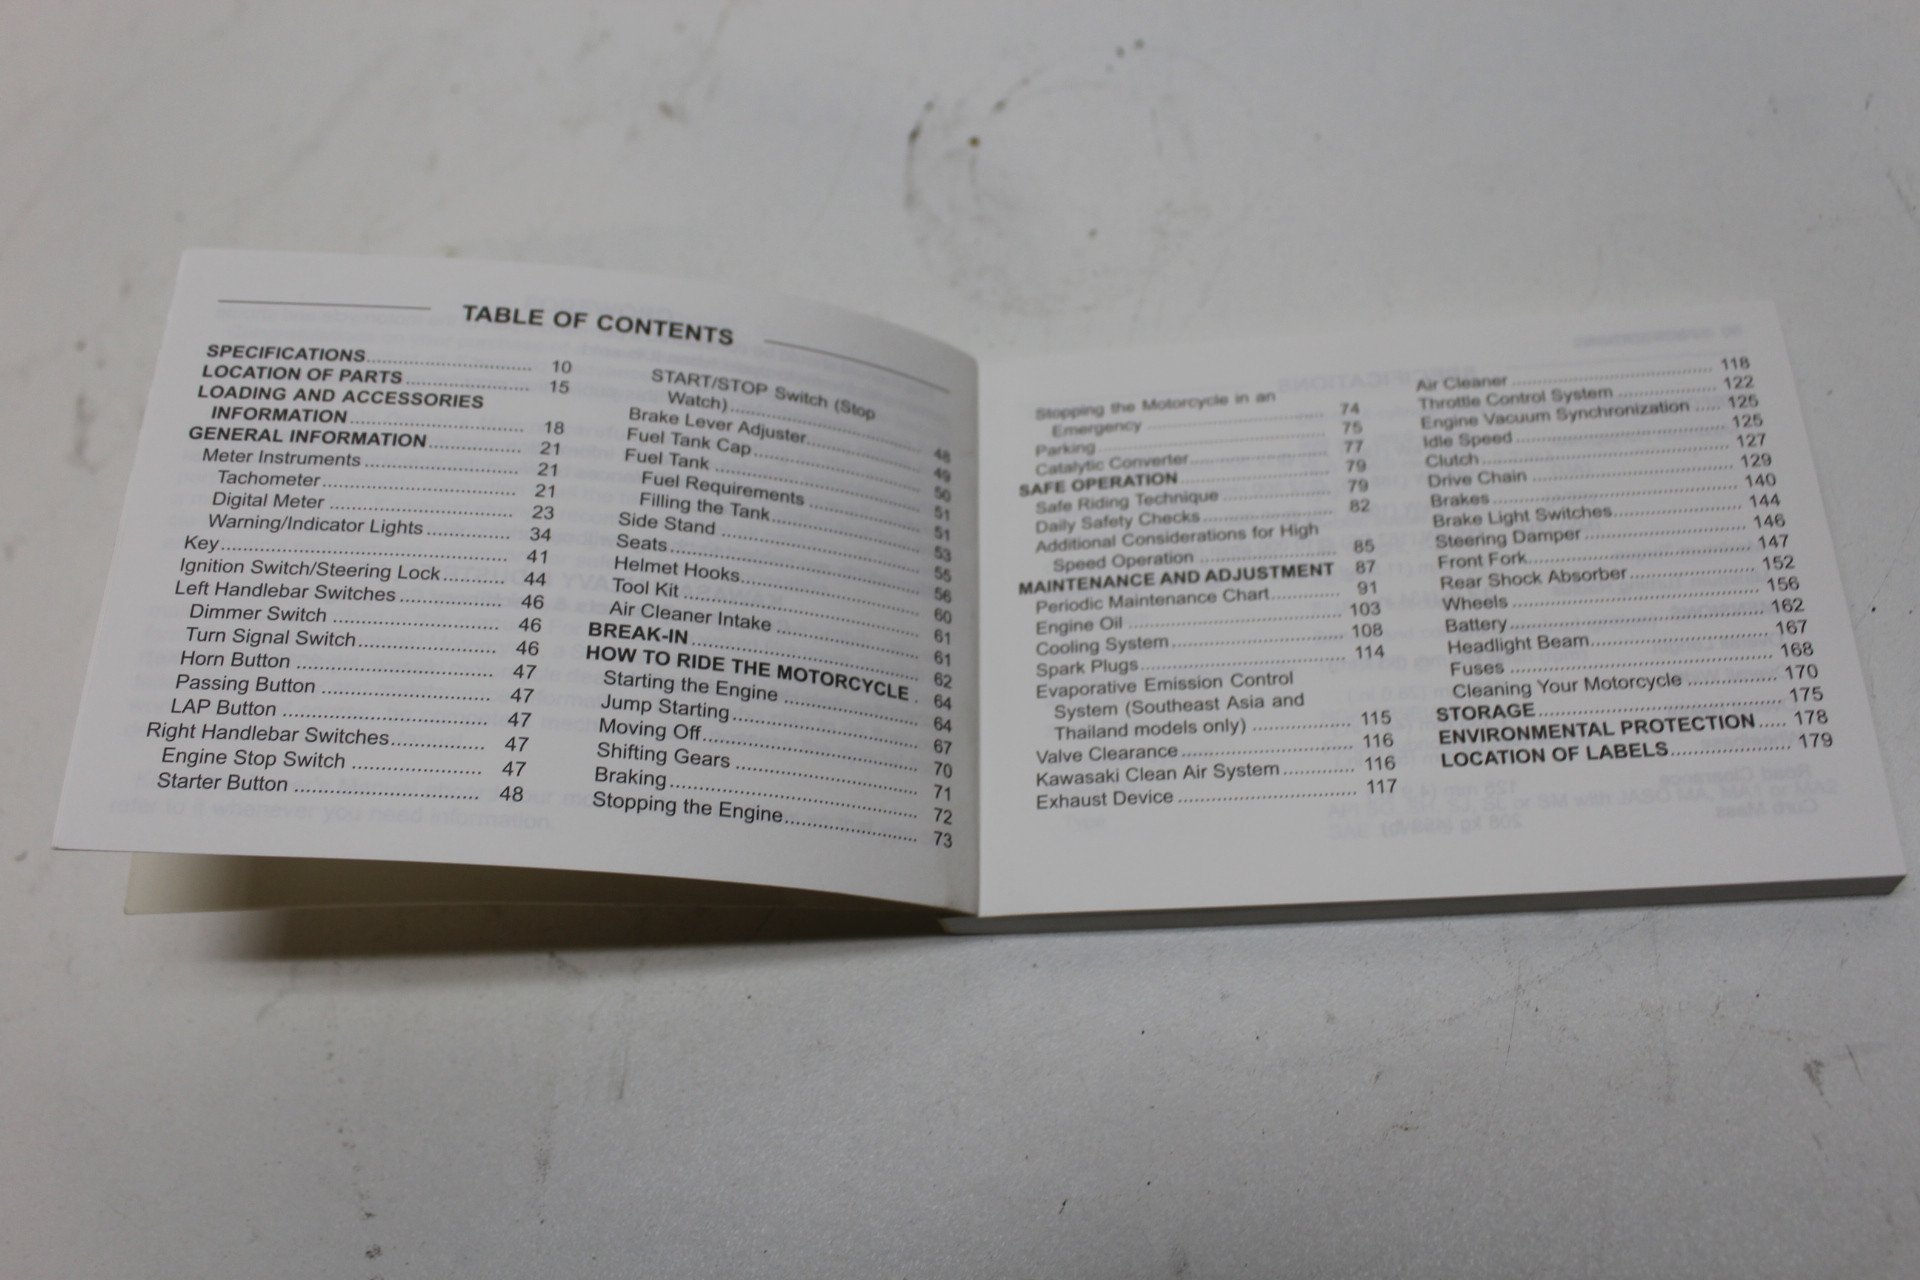 TABLE OF CONTENTS
SPECIFICATIONS.......... 10
LOCATION OF PARTS.......... 15
LOADING AND ACCESSORIES
INFORMATION.......... 18
GENERAL INFORMATION.......... 21
Meter Instruments.......... 21
Tachometer.......... 21
Digital Meter.......... 23
Warning/Indicator Lights.......... 34
Key.......... 41
Ignition Switch/Steering Lock.......... 44
Left Handlebar Switches.......... 46
Dimmer Switch.......... 46
Turn Signal Switch.......... 46
Horn Button.......... 47
Passing Button.......... 47
LAP Button.......... 47
Right Handlebar Switches.......... 47
Engine Stop Switch.......... 47
Starter Button.......... 48
START/STOP Switch (Stop
Watch).......... 48
Brake Lever Adjuster.......... 49
Fuel Tank Cap.......... 50
Fuel Tank.......... 51
Fuel Requirements.......... 51
Filling the Tank.......... 53
Side Stand.......... 55
Seats.......... 56
Helmet Hooks.......... 60
Tool Kit.......... 61
Air Cleaner Intake.......... 61
BREAK-IN.......... 62
HOW TO RIDE THE MOTORCYCLE . 64
Starting the Engine.......... 64
Jump Starting.......... 67
Moving Off.......... 70
Shifting Gears.......... 71
Braking.......... 72
Stopping the Engine.......... 73
Stopping the Motorcycle in an
Emergency.......... 74
Parking.......... 75
Catalytic Converter.......... 77
SAFE OPERATION.......... 79
Safe Riding Technique.......... 79
Daily Safety Checks.......... 82
Additional Considerations for High
Speed Operation.......... 85
MAINTENANCE AND ADJUSTMENT 87
Periodic Maintenance Chart.......... 91
Engine Oil.......... 103
Cooling System.......... 108
Spark Plugs.......... 114
Evaporative Emission Control
System (Southeast Asia and
Thailand models only).......... 115
Valve Clearance.......... 116
Kawasaki Clean Air System.......... 116
Exhaust Device.......... 117
Air Cleaner.......... 118
Throttle Control System.......... 122
Engine Vacuum Synchronization ..... 125
Idle Speed.......... 125
Clutch.......... 127
Drive Chain.......... 129
Brakes.......... 140
Brake Light Switches.......... 144
Steering Damper.......... 146
Front Fork.......... 147
Rear Shock Absorber.......... 152
Wheels.......... 156
Battery.......... 162
Headlight Beam.......... 167
Fuses.......... 168
Cleaning Your Motorcycle.......... 170
STORAGE.......... 175
ENVIRONMENTAL PROTECTION..... 178
LOCATION OF LABELS.......... 179